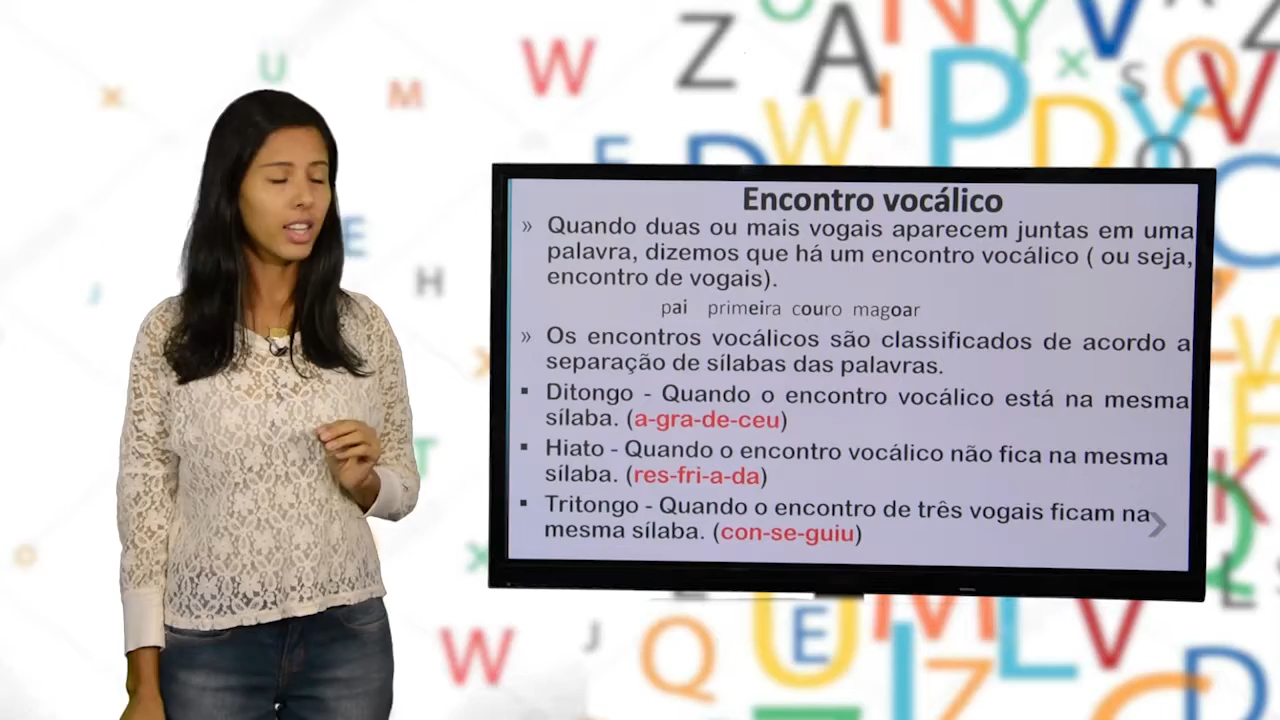 Encontro vocálico
» Quando duas ou mais vogais aparecem juntas em uma
palavra, dizemos que há um encontro vocálico ( ou seja,
encontro de vogais).
pai primeira couro magoar
» Os encontros vocálicos são classificados de acordo a
separação de sílabas das palavras.
▪ Ditongo - Quando o encontro vocálico está na mesma
sílaba. (a-gra-de-ceu)
▪ Hiato - Quando o encontro vocálico não fica na mesma
sílaba. (res-fri-a-da)
▪ Tritongo - Quando o encontro de três vogais ficam na
mesma sílaba. (con-se-guiu)